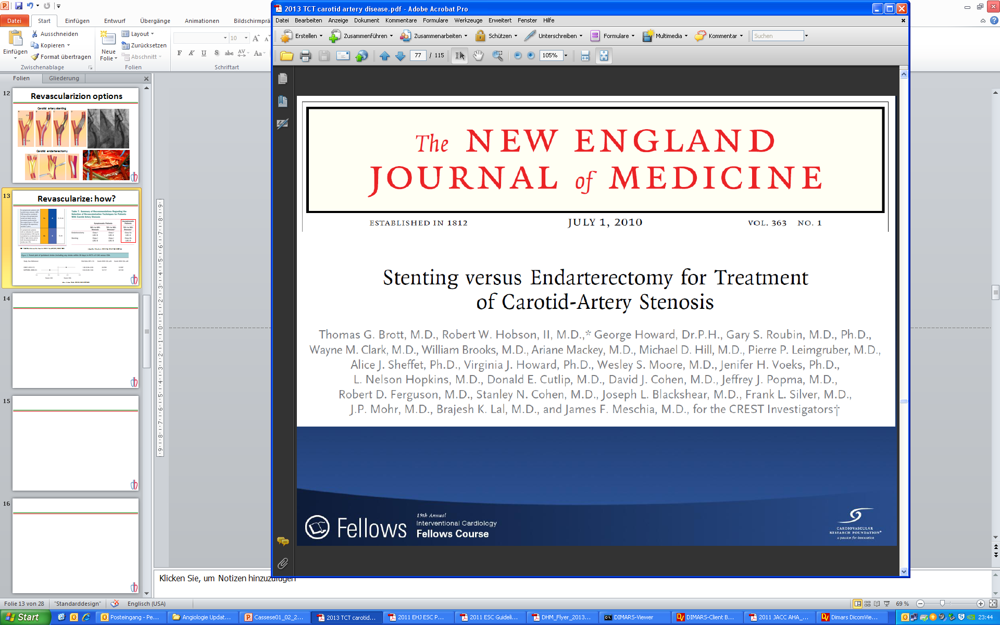 2013 TCT carotid artery disease.pdf - Adobe Acrobat Pro
Datei Start Einfügen Entwurf Übergänge Animationen
Ausschneiden
Kopieren
Format übertragen
Einfügen
Zwischenablage
Neue
Folie
Layout
Zurücksetzen
Abschnitt
Folien
10
F K U S abc AV Aa
Schriftart
Folien Gliederung
12
Revascularizion options
Carotid artery stenting
Carotid endarterectomy
13
Revascularize: how?
14
15
16
Datei Bearbeiten Anzeige Dokument Kommentare Formulare Werkzeuge Erweitert Fenster Hilfe
Erstellen Zusammenführen Zusammenarbeiten Schützen Unterschreiben Formulare Multimedia Kommentar Suchen
77 / 115 105%
The NEW ENGLAND
JOURNAL of MEDICINE
ESTABLISHED IN 1812 JULY 1, 2010 VOL. 363 NO. 1
Stenting versus Endarterectomy for Treatment
of Carotid-Artery Stenosis
Thomas G. Brott, M.D., Robert W. Hobson, II, M.D.,* George Howard, Dr.P.H., Gary S. Roubin, M.D., Ph.D.,
Wayne M. Clark, M.D., William Brooks, M.D., Ariane Mackey, M.D., Michael D. Hill, M.D., Pierre P. Leimgruber, M.D.,
Alice J. Sheffet, Ph.D., Virginia J. Howard, Ph.D., Wesley S. Moore, M.D., Jenifer H. Voeks, Ph.D.,
L. Nelson Hopkins, M.D., Donald E. Cutlip, M.D., David J. Cohen, M.D., Jeffrey J. Popma, M.D.,
Robert D. Ferguson, M.D., Stanley N. Cohen, M.D., Joseph L. Blackshear, M.D., Frank L. Silver, M.D.,
J.P. Mohr, M.D., Brajesh K. Lal, M.D., and James F. Meschia, M.D., for the CREST Investigators†
Fellows
19th Annual
Interventional Cardiology
Fellows Course
CARDIOVASCULAR
RESEARCH FOUNDATION
a passion for innovation
Klicken Sie, um Notizen hinzuzufügen
Folie 13 von 28 "Standarddesign" Englisch (USA) 69 %
Start Posteingang - Pe... Angiologie Updat... Cassese01_02_2... 2013 TCT carotid... 2011 EHJ ESC P... 2011 ESC Guideli... DHM_Flyer_2013... DIMARS-Viewer DIMARS-Client B... 2011 JACC AHA_... Dimars DicomVie... 23:44